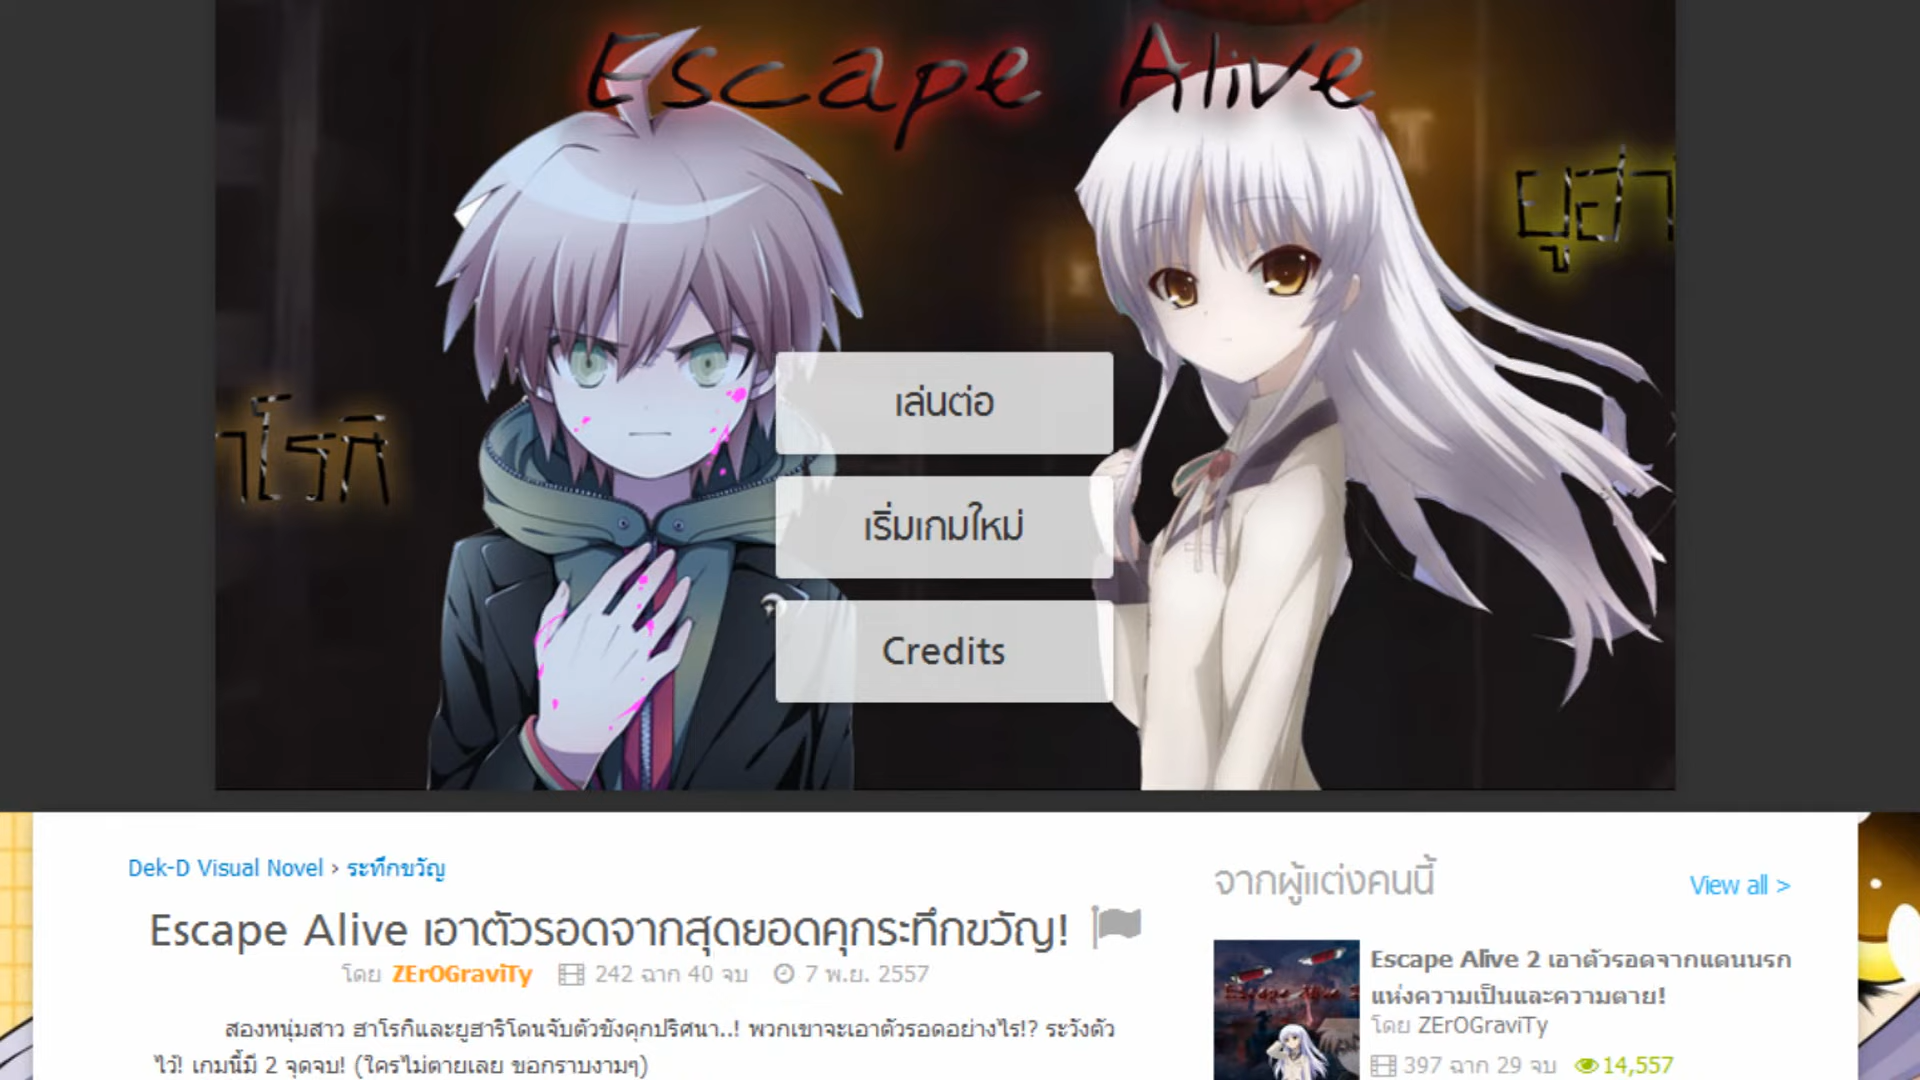 Escape Alive
ยูฮา
าโรกิ
เล่นต่อ
เริ่มเกมใหม่
Credits
Dek-D Visual Novel › ระทึกขวัญ
Escape Alive เอาตัวรอดจากสุดยอดคุกระทึกขวัญ!
โดย ZErOGraviTy 242 ฉาก 40 จบ 7 พ.ย. 2557
สองหนุ่มสาว ฮาโรกิและยูฮาริโดนจับตัวขังคุกปริศนา..! พวกเขาจะเอาตัวรอดอย่างไร!? ระวังตัว
ไว้! เกมนี้มี 2 จุดจบ! (ใครไม่ตายเลย ขอกราบงามๆ)
จากผู้แต่งคนนี้
View all >
Escape Alive 2 เอาตัวรอดจากแดนนรก
แห่งความเป็นและความตาย!
โดย ZErOGraviTy
397 ฉาก 29 จบ 14,557